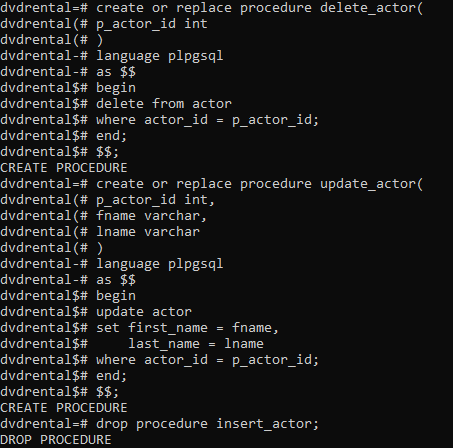 dvdrental=# create or replace procedure delete_actor(
dvdrental(# p_actor_id int
dvdrental(# )
dvdrental-# language plpgsql
dvdrental-# as $$
dvdrental$# begin
dvdrental$# delete from actor
dvdrental$# where actor_id = p_actor_id;
dvdrental$# end;
dvdrental$# $$;
CREATE PROCEDURE
dvdrental=# create or replace procedure update_actor(
dvdrental(# p_actor_id int,
dvdrental(# fname varchar,
dvdrental(# lname varchar
dvdrental(# )
dvdrental-# language plpgsql
dvdrental-# as $$
dvdrental$# begin
dvdrental$# update actor
dvdrental$# set first_name = fname,
dvdrental$#     last_name = lname
dvdrental$# where actor_id = p_actor_id;
dvdrental$# end;
dvdrental$# $$;
CREATE PROCEDURE
dvdrental=# drop procedure insert_actor;
DROP PROCEDURE